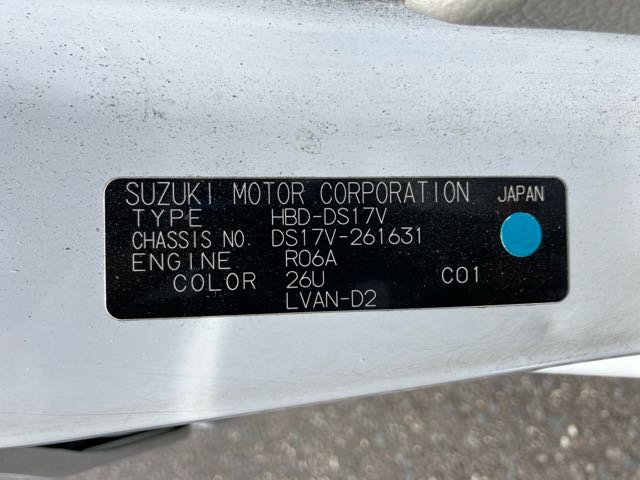 SUZUKI MOTOR CORPORATION JAPAN
TYPE HBD-DS17V
CHASSIS NO. DS17V-261631
ENGINE R06A
COLOR 26U C01
LVAN-D2